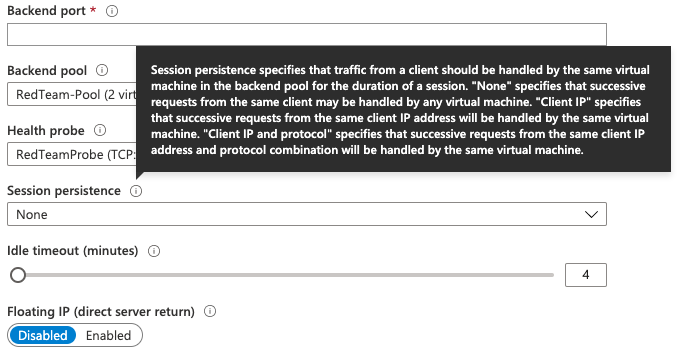 Backend port *
Session persistence specifies that traffic from a client should be handled by the same virtual
machine in the backend pool for the duration of a session. "None" specifies that successive
requests from the same client may be handled by any virtual machine. "Client IP" specifies
that successive requests from the same client IP address will be handled by the same virtual
machine. "Client IP and protocol" specifies that successive requests from the same client IP
address and protocol combination will be handled by the same virtual machine.
Backend pool
RedTeam-Pool (2 virt
Health probe
RedTeamProbe (TCP:
Session persistence
None
Idle timeout (minutes)
4
Floating IP (direct server return)
Disabled Enabled